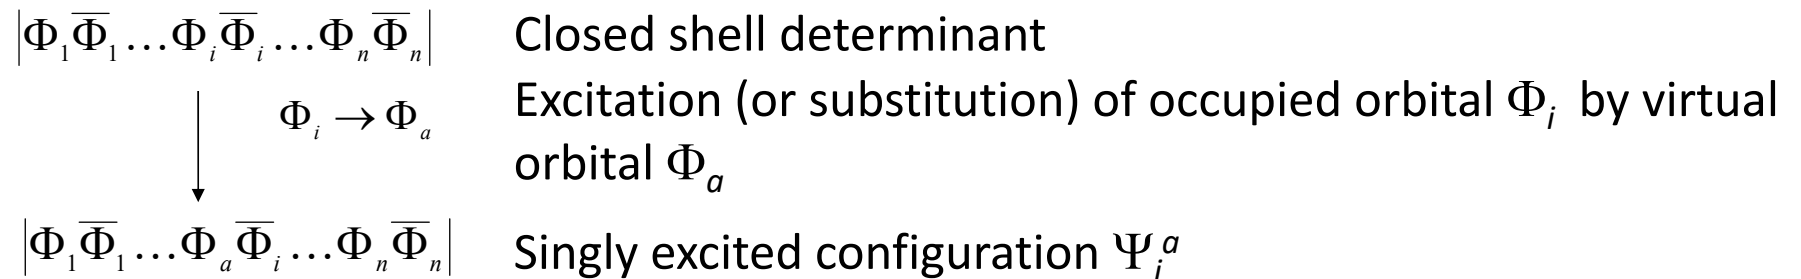 |Φ₁Φ̅₁…ΦᵢΦ̅ᵢ…ΦₙΦ̅ₙ| Closed shell determinant
Φᵢ → Φₐ Excitation (or substitution) of occupied orbital Φᵢ by virtual
orbital Φₐ
|Φ₁Φ̅₁…ΦₐΦ̅ᵢ…ΦₙΦ̅ₙ| Singly excited configuration Ψᵢᵃ